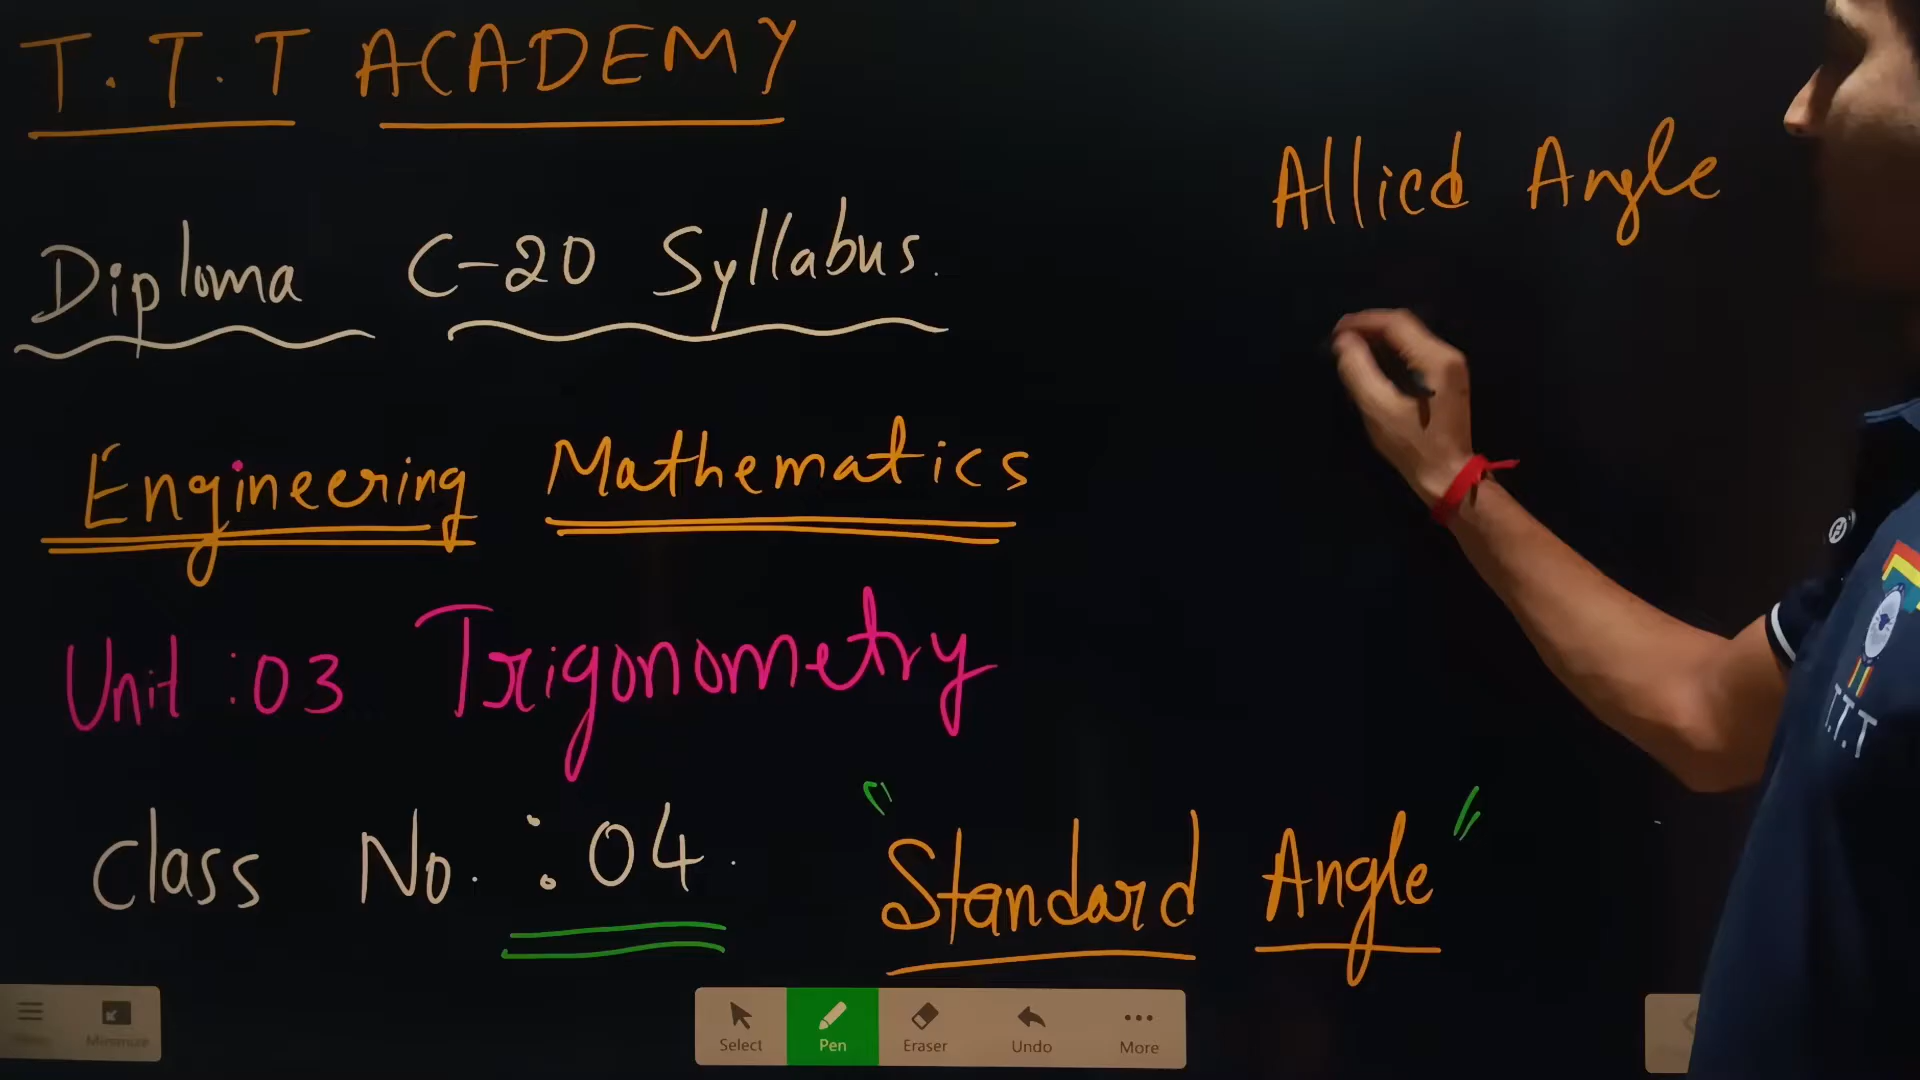 T.T.T ACADEMY
Allied Angle
Diploma C-20 Syllabus.
Engineering Mathematics
Unit :03 Trigonometry
Class No. : 04. "Standard Angle"
T.T.T
Minimize
Select
Pen
Eraser
Undo
More